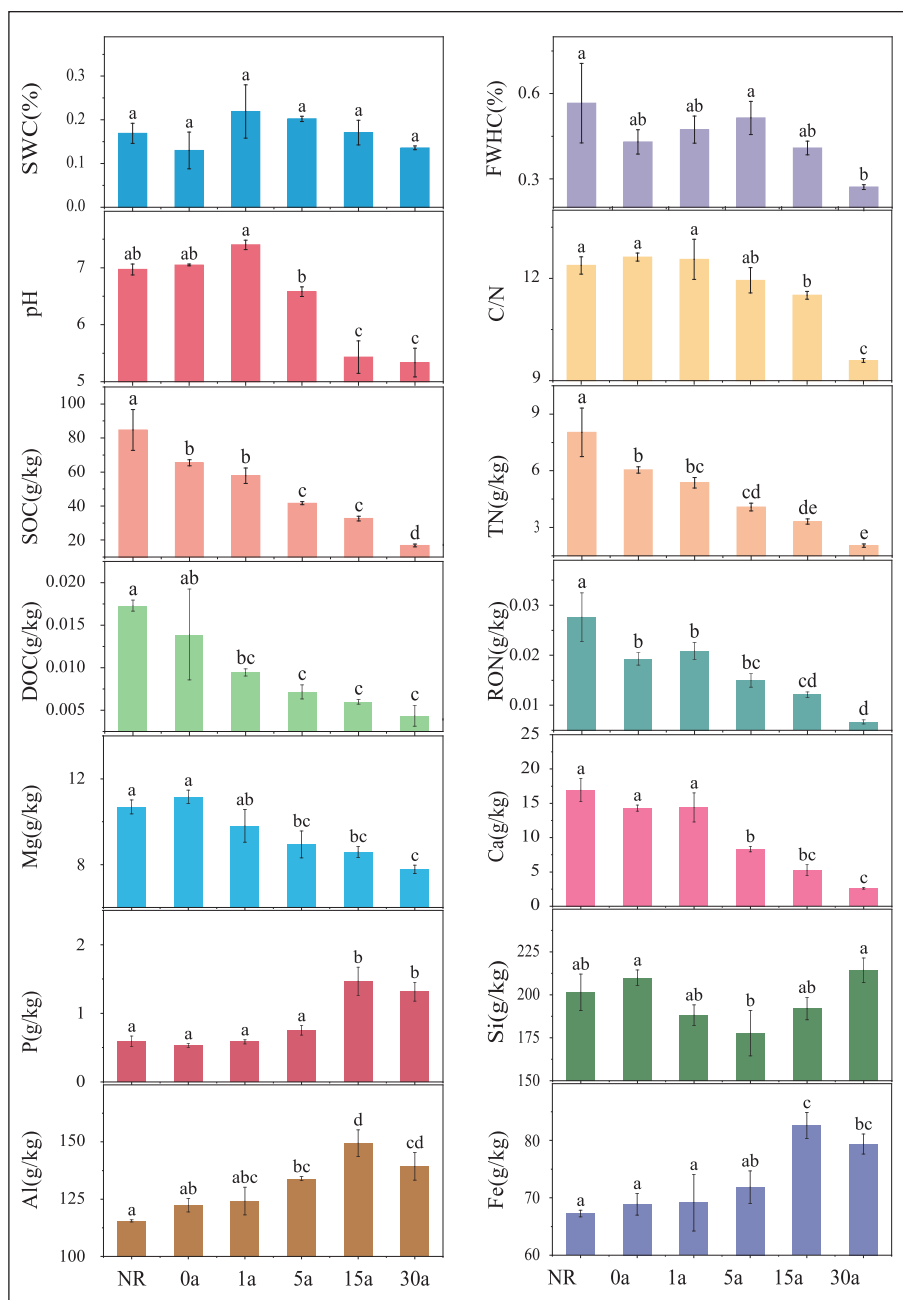 SWC(%)
0.3
0.2
0.1
0.0
a a a a a a
FWHC(%)
0.6
0.3
a ab ab a ab b
pH
7
6
5
ab ab a b c c
C/N
12
9
a a a ab b c
SOC(g/kg)
100
80
60
40
20
a b b c c d
TN(g/kg)
9
6
3
a b bc cd de e
DOC(g/kg)
0.020
0.015
0.010
0.005
a ab bc c c c
RON(g/kg)
0.03
0.02
0.01
a b b bc cd d
Mg(g/kg)
12
8
a a ab bc bc c
Ca(g/kg)
25
20
15
10
5
0
a a a b bc c
P(g/kg)
2
1
0
a a a a b b
Si(g/kg)
225
200
175
150
ab a ab b ab a
Al(g/kg)
150
125
100
a ab abc bc d cd
NR 0a 1a 5a 15a 30a
Fe(g/kg)
80
70
60
a a a ab c bc
NR 0a 1a 5a 15a 30a